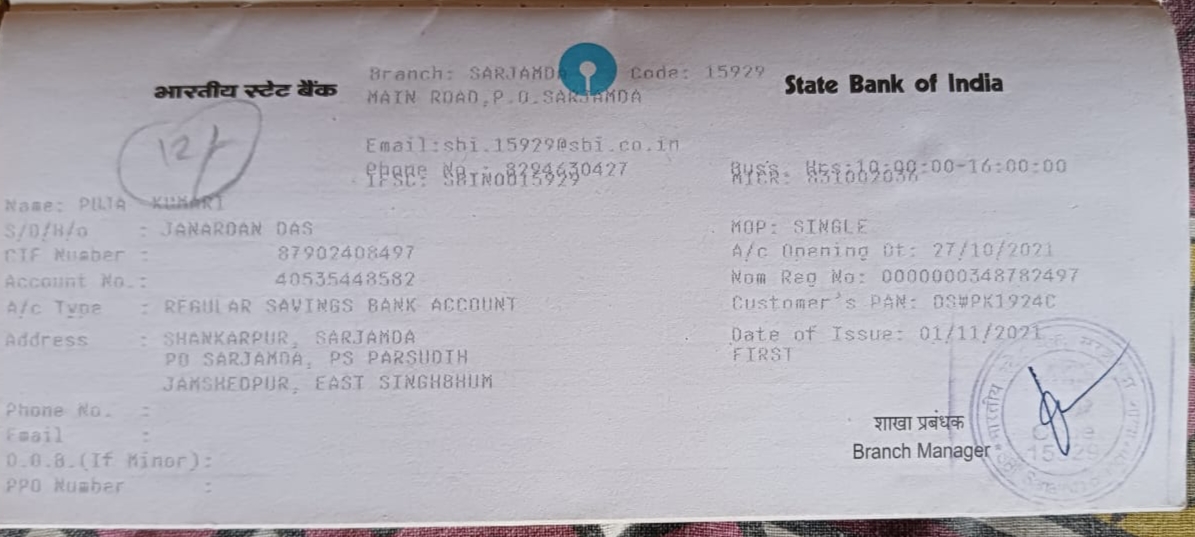 Branch: SARJAMDA Code: 15929
भारतीय स्टेट बैंक State Bank of India
MAIN ROAD,P.O.SARJAMDA
12
Email:sbi.15929@sbi.co.in
Phone No.: 8294630427 Buss. Hrs:10:00:00-16:00:00
IFSC: SBIN0015929 MICR:
Name: PUJA KUMARI
S/D/H/o : JANARDAN DAS MOP: SINGLE
CIF Number : 87902408497 A/c Opening Dt: 27/10/2021
Account No.: 40535448582 Nom Reg No: 0000000348782497
A/c Type : REGULAR SAVINGS BANK ACCOUNT Customer's PAN: DSWPK1924C
Address : SHANKARPUR, SARJAMDA Date of Issue: 01/11/2021
PO SARJAMDA, PS PARSUDIH FIRST
JAMSHEDPUR, EAST SINGHBHUM
Phone No. :
Email :
D.O.B.(If Minor):
PPO Number :
शाखा प्रबंधक
Branch Manager
भारतीय
15929
SBI